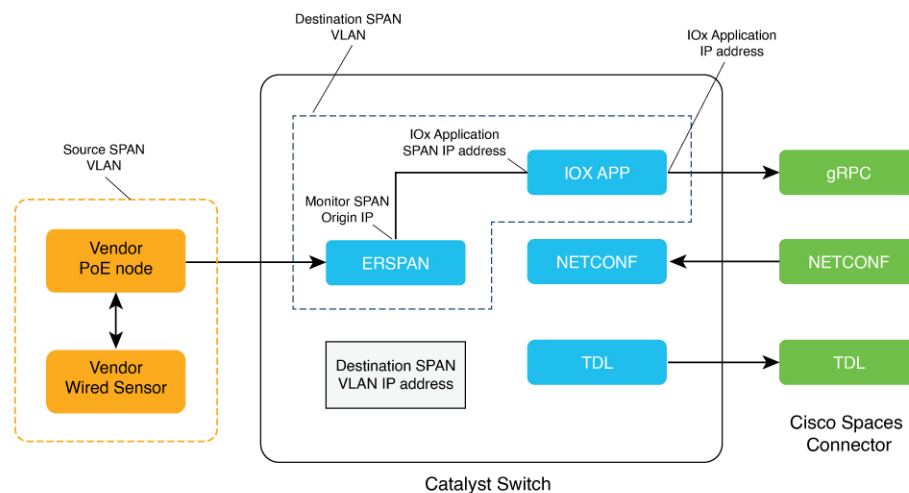 Destination SPAN
VLAN
IOx Application
IP address
Source SPAN
VLAN
IOx Application
SPAN IP address
IOX APP
gRPC
Monitor SPAN
Origin IP
Vendor
PoE node
ERSPAN
NETCONF
NETCONF
Vendor
Wired Sensor
Destination SPAN
VLAN IP address
TDL
TDL
Cisco Spaces
Connector
Catalyst Switch